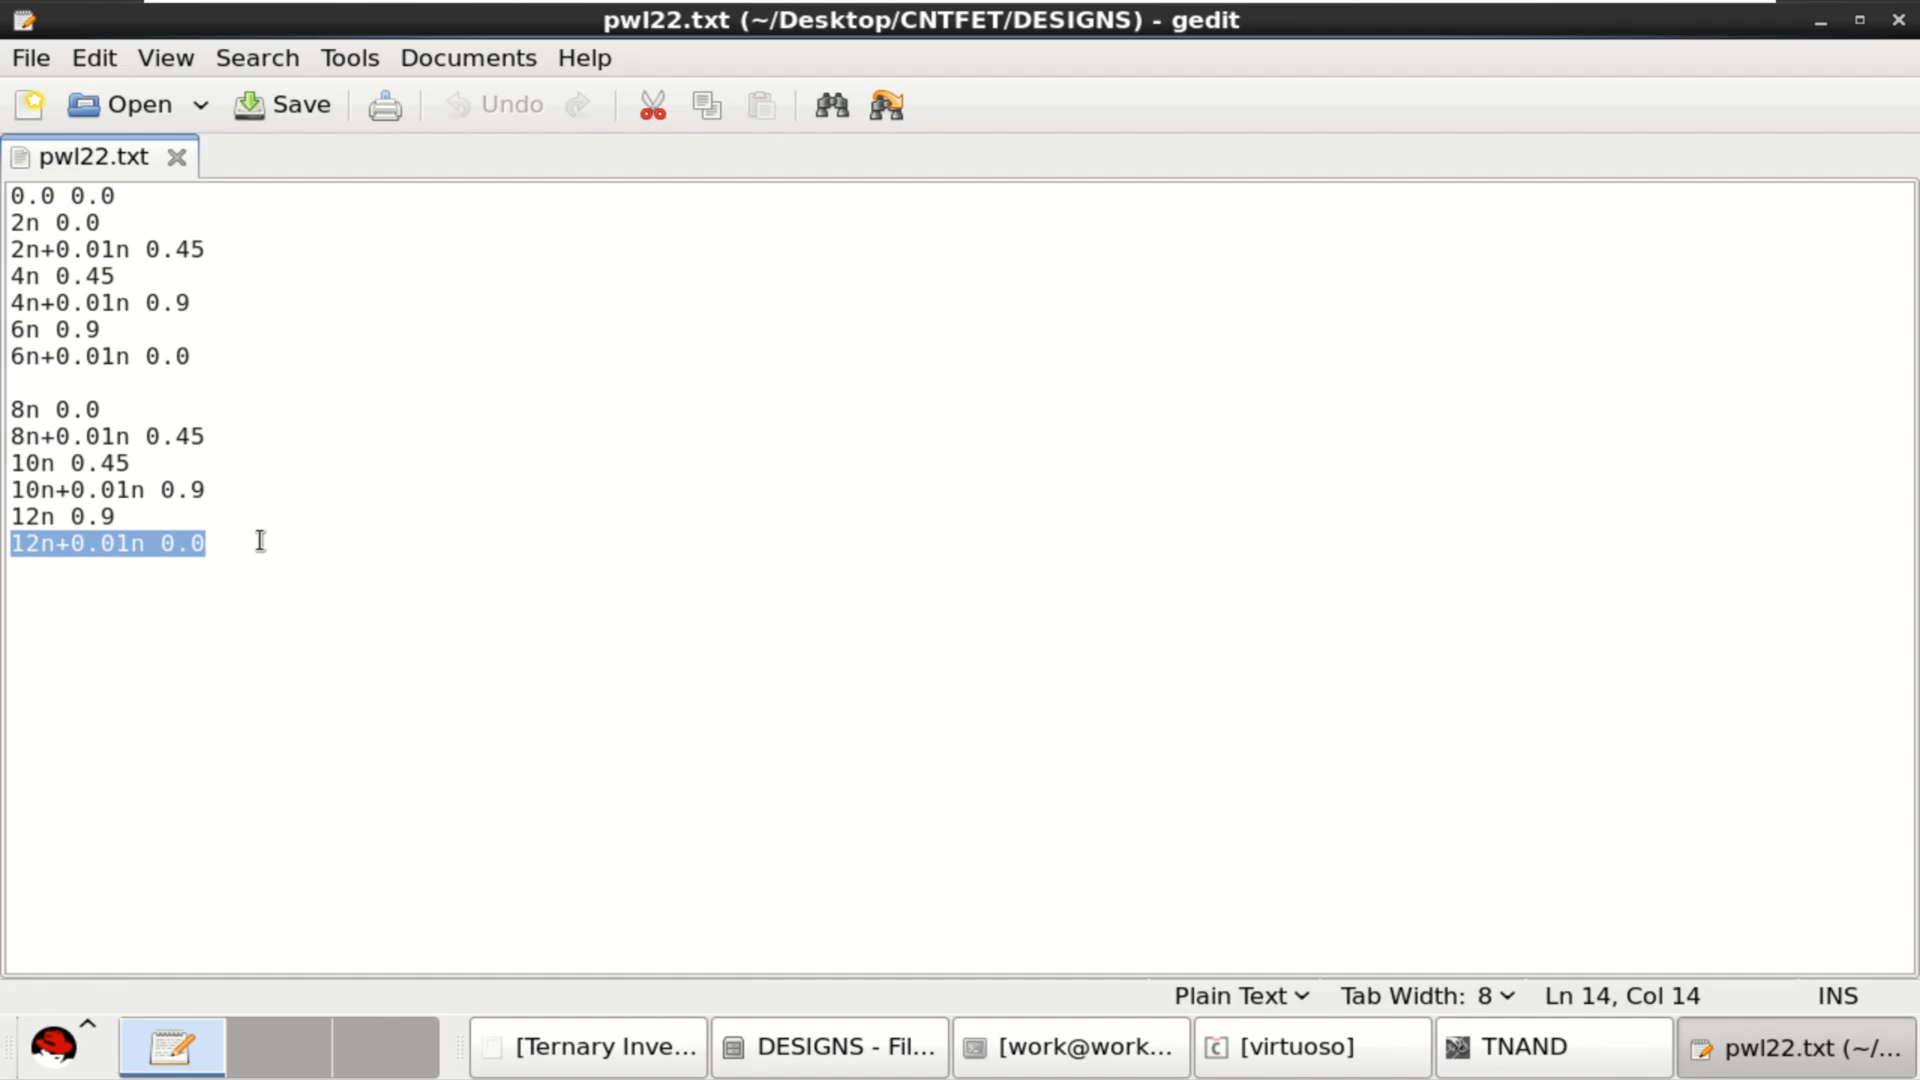 pwl22.txt (~/Desktop/CNTFET/DESIGNS) - gedit
File Edit View Search Tools Documents Help
Open Save Undo
pwl22.txt
0.0 0.0
2n 0.0
2n+0.01n 0.45
4n 0.45
4n+0.01n 0.9
6n 0.9
6n+0.01n 0.0
8n 0.0
8n+0.01n 0.45
10n 0.45
10n+0.01n 0.9
12n 0.9
12n+0.01n 0.0
Plain Text Tab Width: 8 Ln 14, Col 14 INS
[Ternary Inve... DESIGNS - Fil... [work@work... [virtuoso] TNAND pwl22.txt (~/...